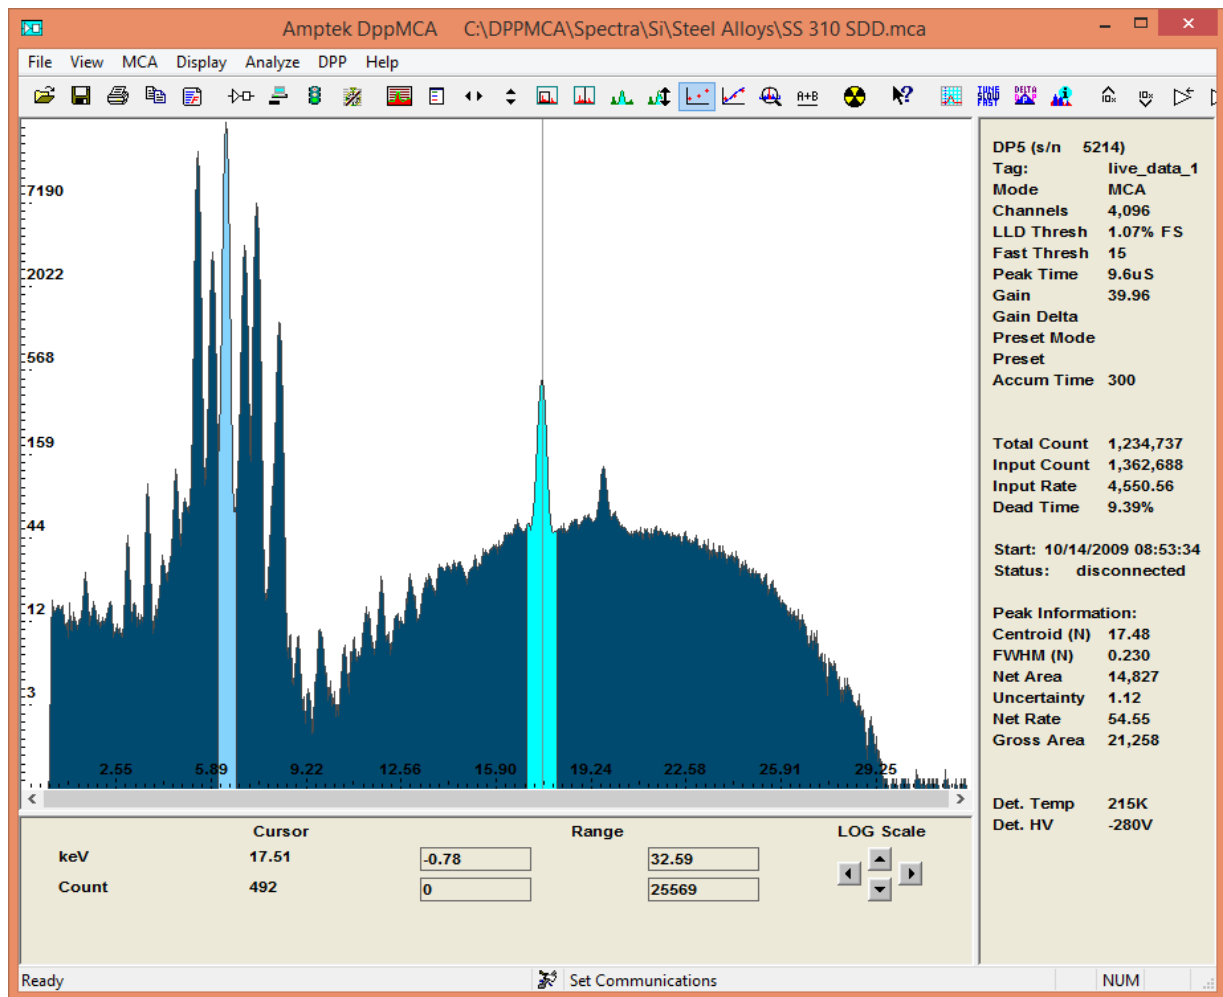 Amptek DppMCA C:\DPPMCA\Spectra\Si\Steel Alloys\SS 310 SDD.mca
File View MCA Display Analyze DPP Help
A+B
TUNE SLOW FAST
DELTA
10x
10x
7190
2022
568
159
44
12
3
2.55 5.89 9.22 12.56 15.90 19.24 22.58 25.91 29.25
DP5 (s/n 5214)
Tag: live_data_1
Mode MCA
Channels 4,096
LLD Thresh 1.07% FS
Fast Thresh 15
Peak Time 9.6uS
Gain 39.96
Gain Delta
Preset Mode
Preset
Accum Time 300
Total Count 1,234,737
Input Count 1,362,688
Input Rate 4,550.56
Dead Time 9.39%
Start: 10/14/2009 08:53:34
Status: disconnected
Peak Information:
Centroid (N) 17.48
FWHM (N) 0.230
Net Area 14,827
Uncertainty 1.12
Net Rate 54.55
Gross Area 21,258
Det. Temp 215K
Det. HV -280V
Cursor Range LOG Scale
keV 17.51 -0.78 32.59
Count 492 0 25569
Ready Set Communications NUM